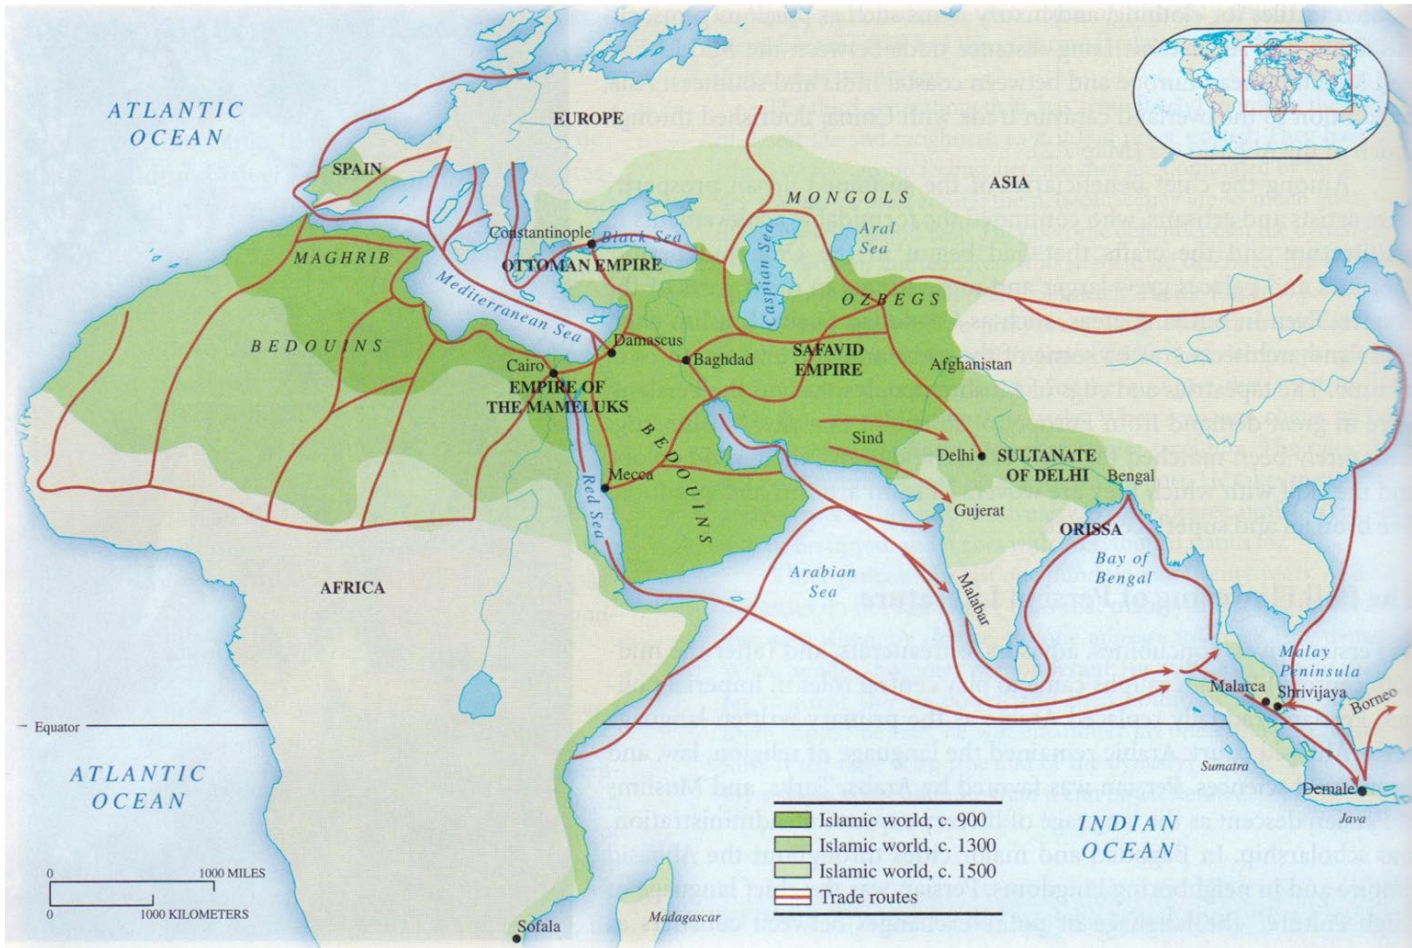 ATLANTIC
OCEAN
EUROPE
SPAIN
ASIA
MONGOLS
Aral
Sea
Constantinople
Black Sea
Caspian Sea
MAGHRIB
OTTOMAN EMPIRE
Mediterranean Sea
OZBEGS
BEDOUINS
Damascus
Baghdad
SAFAVID
EMPIRE
Afghanistan
Cairo
EMPIRE OF
THE MAMELUKS
BEDOUINS
Sind
Delhi
SULTANATE
OF DELHI
Bengal
Mecca
Red Sea
Gujerat
ORISSA
Bay of
Bengal
Arabian
Sea
AFRICA
Malabar
Malay
Peninsula
Malarca
Shrivijaya
Borneo
Equator
ATLANTIC
OCEAN
Sumatra
Demale
Java
INDIAN
OCEAN
Islamic world, c. 900
Islamic world, c. 1300
Islamic world, c. 1500
Trade routes
0 1000 MILES
0 1000 KILOMETERS
Sofala
Madagascar